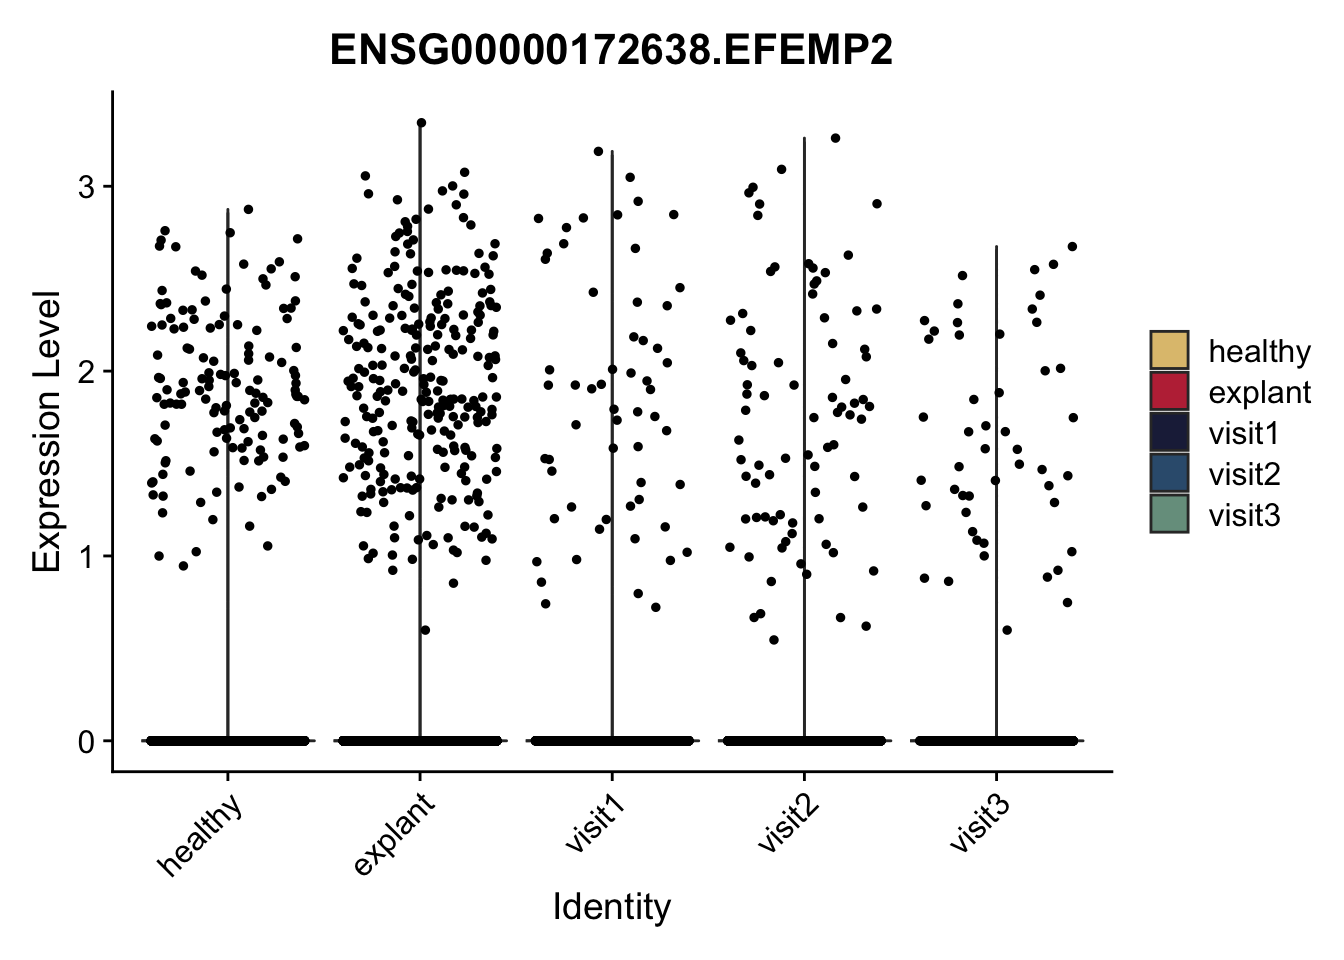 ENSG00000172638.EFEMP2
Expression Level
3
2
1
0
healthy
explant
visit1
visit2
visit3
Identity
healthy
explant
visit1
visit2
visit3